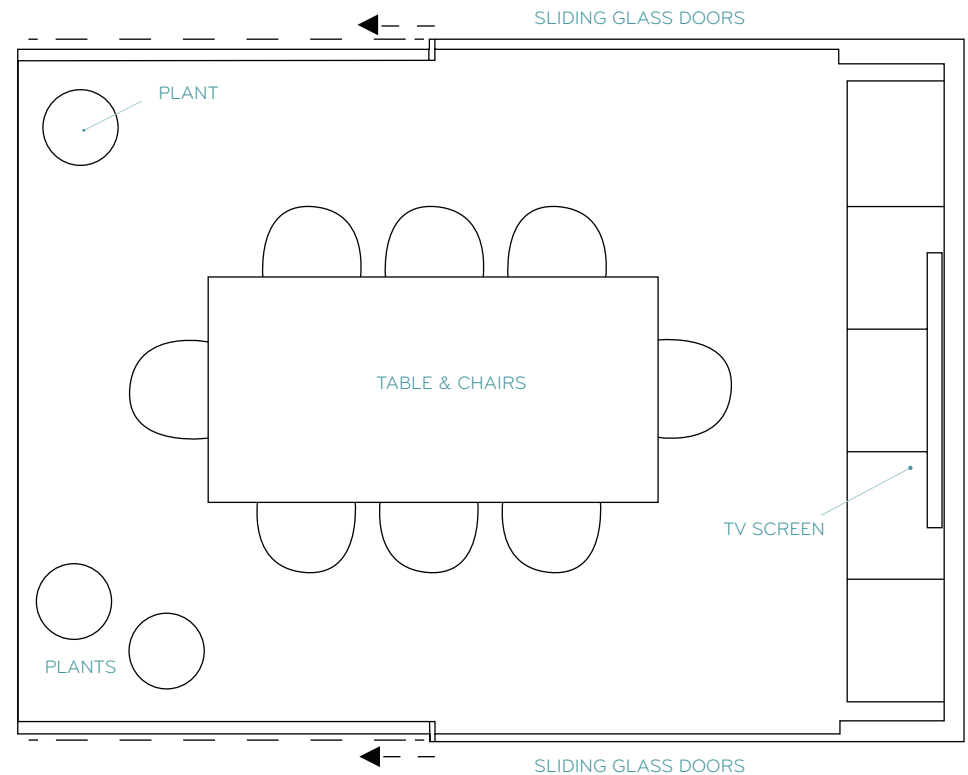 SLIDING GLASS DOORS
PLANT
TABLE & CHAIRS
TV SCREEN
PLANTS
SLIDING GLASS DOORS